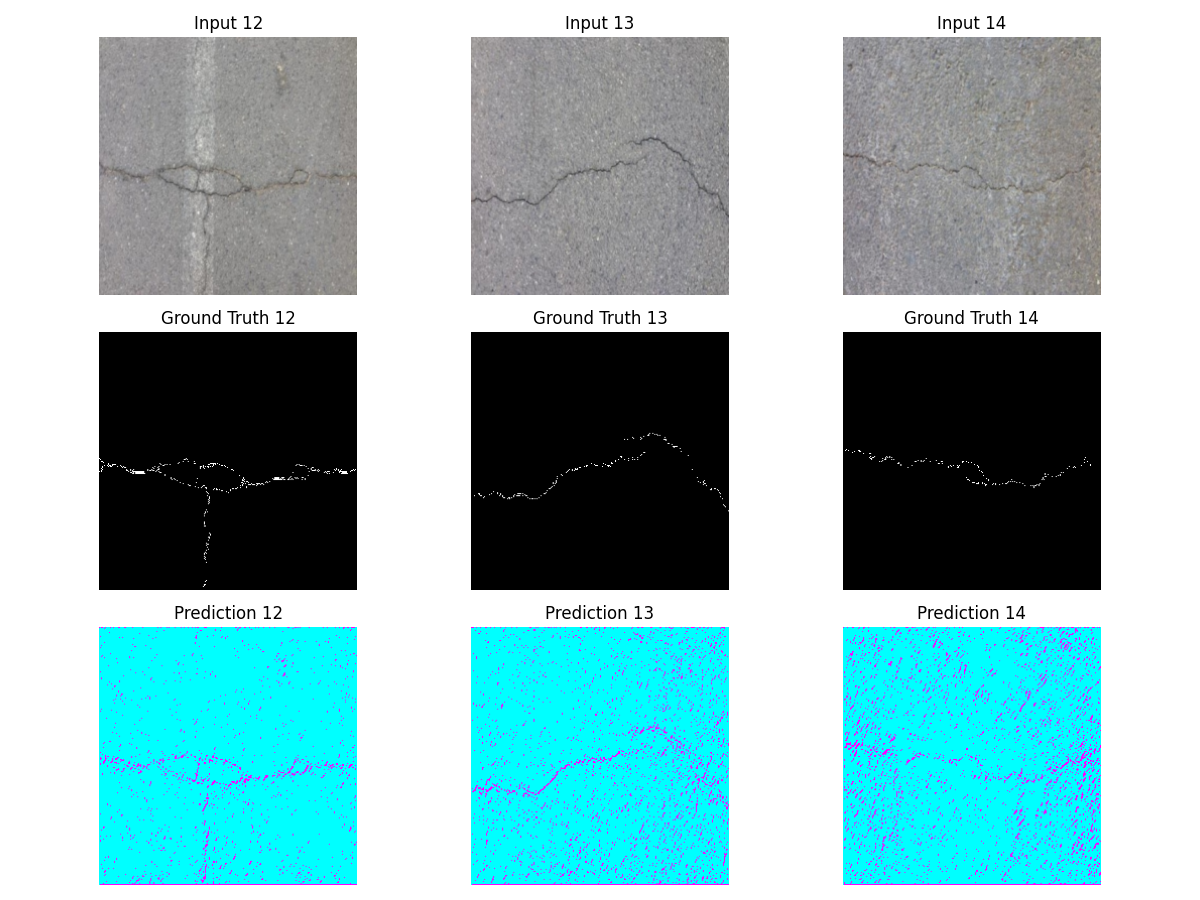 Input 12
Input 13
Input 14
Ground Truth 12
Ground Truth 13
Ground Truth 14
Prediction 12
Prediction 13
Prediction 14